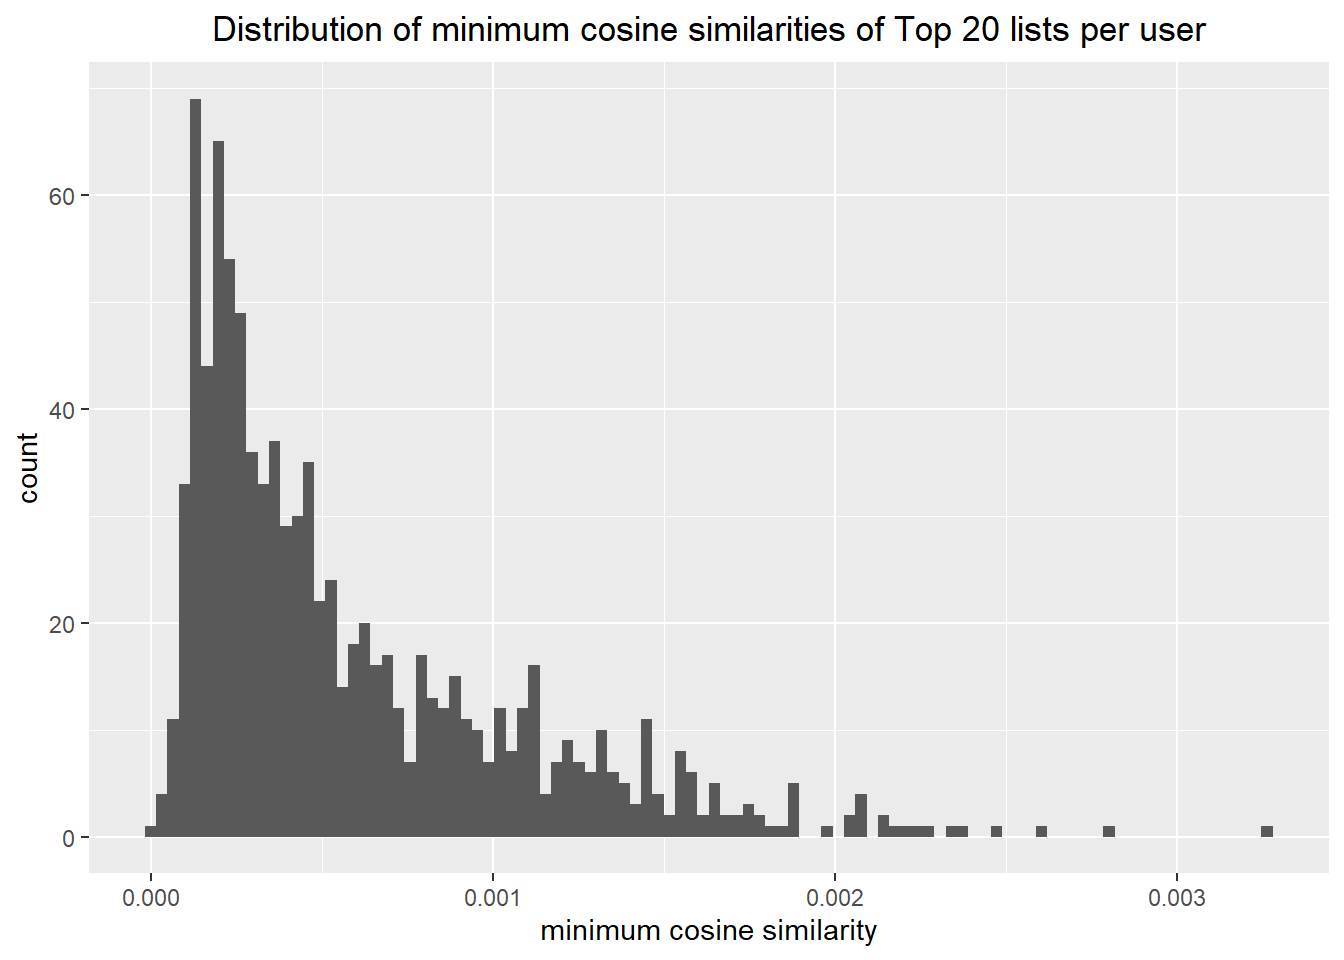 Distribution of minimum cosine similarities of Top 20 lists per user
60
40
20
0
count
0.000 0.001 0.002 0.003
minimum cosine similarity